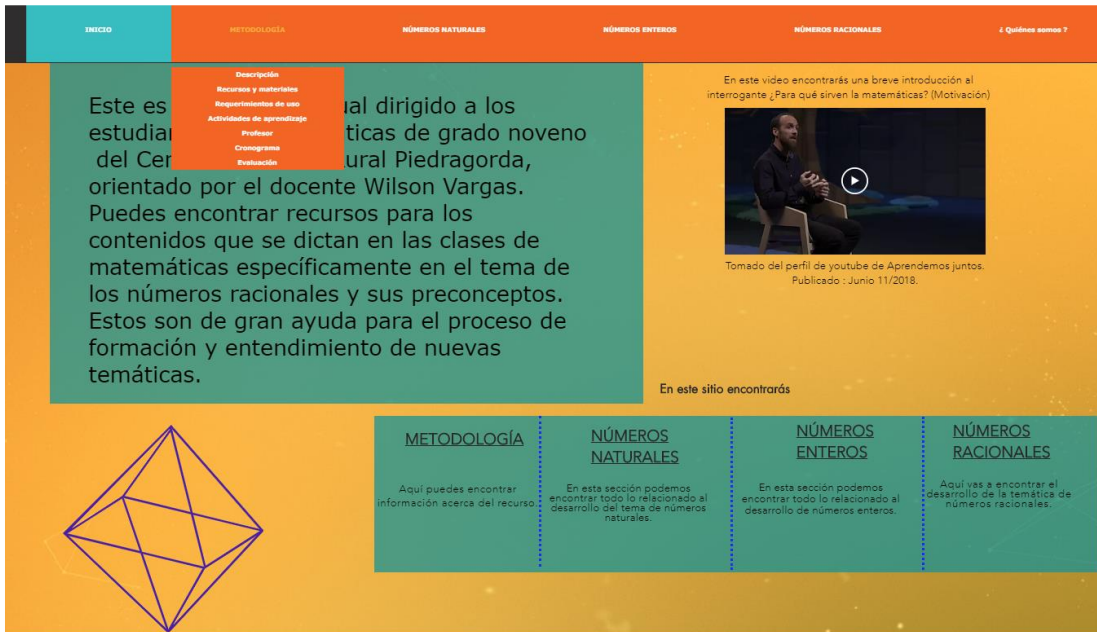 INICIO
METODOLOGÍA
NÚMEROS NATURALES
NÚMEROS ENTEROS
NÚMEROS RACIONALES
¿ Quiénes somos ?
Descripción
Recursos y materiales
Requerimientos de uso
Actividades de aprendizaje
Profesor
Cronograma
Evaluación
Este es ual dirigido a los
estudian ticas de grado noveno
del Cen ural Piedragorda,
orientado por el docente Wilson Vargas.
Puedes encontrar recursos para los
contenidos que se dictan en las clases de
matemáticas específicamente en el tema de
los números racionales y sus preconceptos.
Estos son de gran ayuda para el proceso de
formación y entendimiento de nuevas
temáticas.
En este video encontrarás una breve introducción al
interrogante ¿Para qué sirven la matemáticas? (Motivación)
Tomado del perfil de youtube de Aprendemos juntos.
Publicado : Junio 11/2018.
En este sitio encontrarás
METODOLOGÍA
Aquí puedes encontrar
información acerca del recurso.
NÚMEROS
NATURALES
En esta sección podemos
encontrar todo lo relacionado al
desarrollo del tema de números
naturales.
NÚMEROS
ENTEROS
En esta sección podemos
encontrar todo lo relacionado al
desarrollo de números enteros.
NÚMEROS
RACIONALES
Aquí vas a encontrar el
desarrollo de la temática de
números racionales.